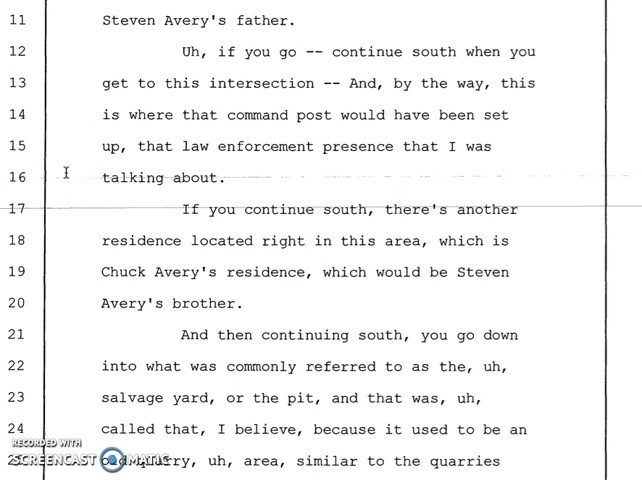 11 Steven Avery's father.
12 Uh, if you go -- continue south when you
13 get to this intersection -- And, by the way, this
14 is where that command post would have been set
15 up, that law enforcement presence that I was
16 talking about.
17 If you continue south, there's another
18 residence located right in this area, which is
19 Chuck Avery's residence, which would be Steven
20 Avery's brother.
21 And then continuing south, you go down
22 into what was commonly referred to as the, uh,
23 salvage yard, or the pit, and that was, uh,
24 called that, I believe, because it used to be an
RECORDED WITH
SCREENCAST MATIC
quarry, uh, area, similar to the quarries